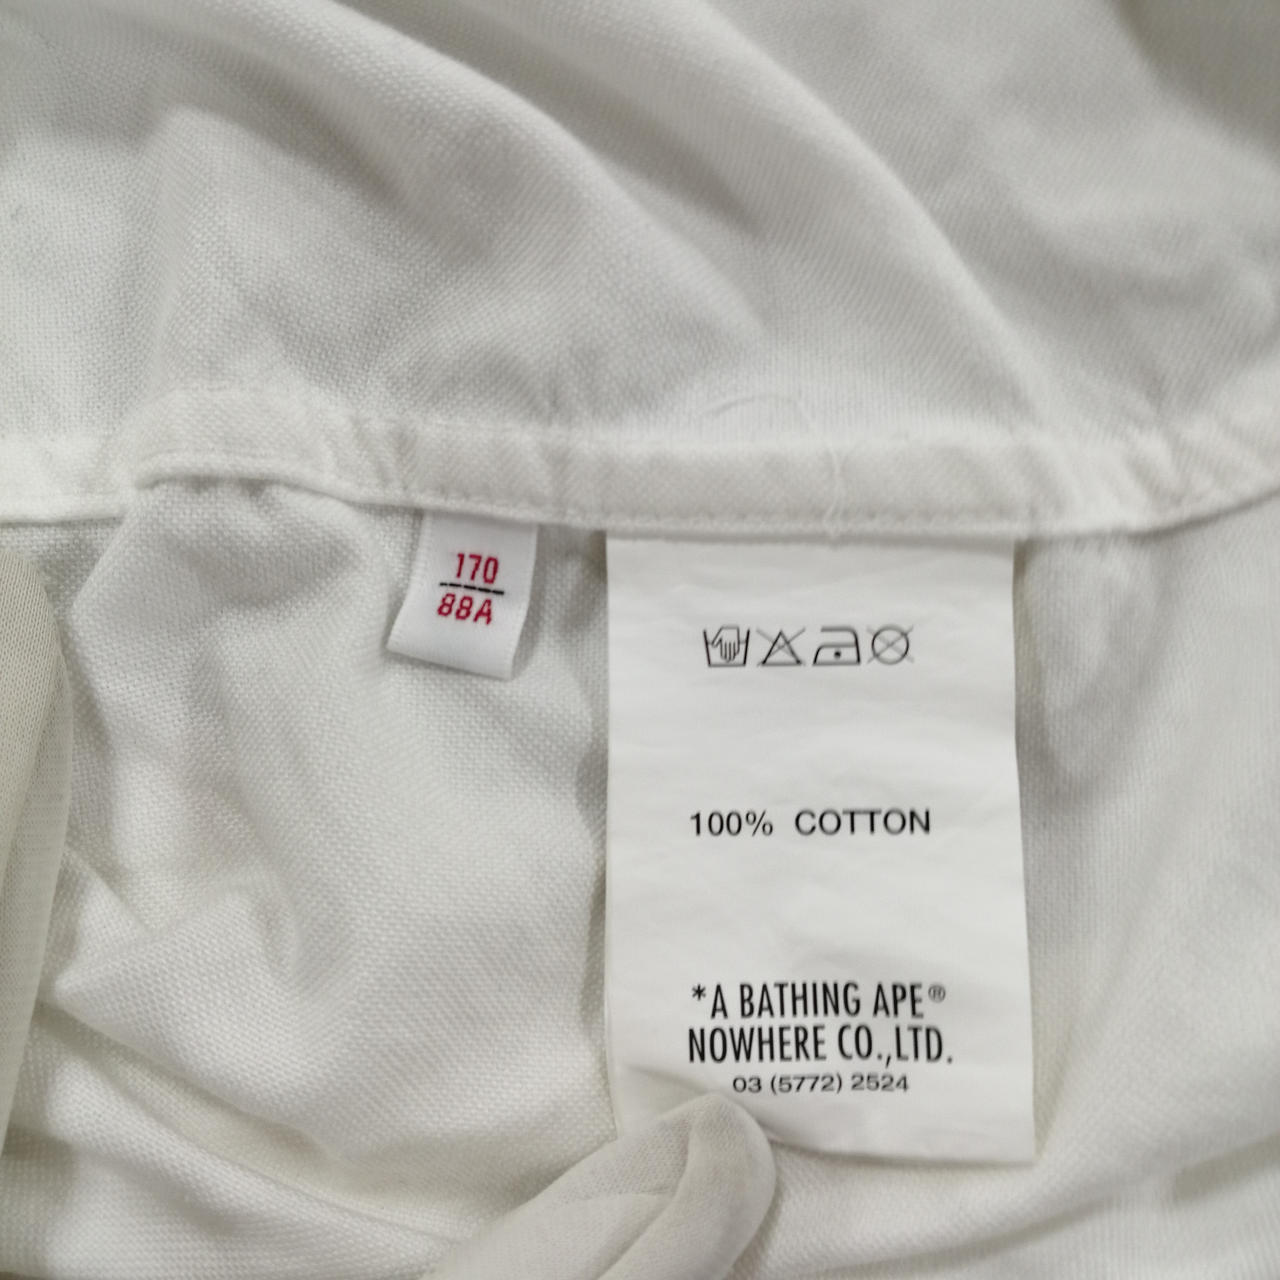 170
88A
100% COTTON
*A BATHING APE®
NOWHERE CO.,LTD.
03 (5772) 2524